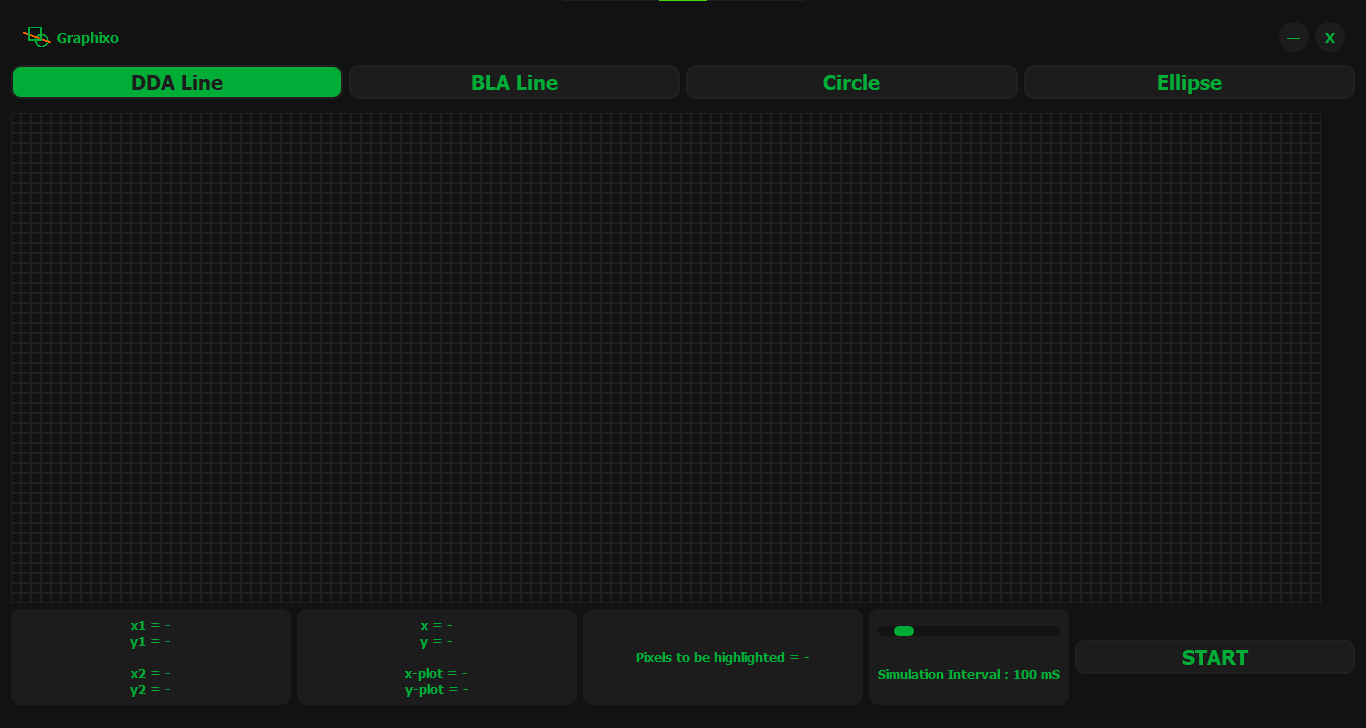 Graphixo
— X
DDA Line
BLA Line
Circle
Ellipse
x1 = -
y1 = -
x2 = -
y2 = -
x = -
y = -
x-plot = -
y-plot = -
Pixels to be highlighted = -
Simulation Interval : 100 mS
START